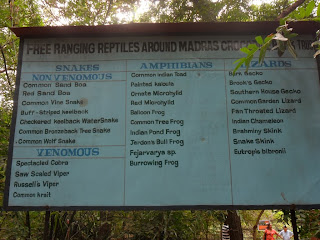 FREE RANGING REPTILES AROUND MADRAS CROC
SNAKES
NON VENOMOUS
Common Sand Boa
Red Sand Boa
Common Vine Snake
Buff-Striped keelback
Checkered Keelback WaterSnake
Common Bronzeback Tree Snake
Common Wolf Snake
VENOMOUS
Spectacled Cobra
Saw Scaled Viper
Russell's Viper
Common krait
AMPHIBIANS
Common Indian Toad
Painted kaloula
Ornate Microhylid
Red Microhylid
Baloon Frog
Common Tree Frog
Indian Pond Frog
Jerdon's Bull Frog
Fejarvarya sp.
Burrowing Frog
LIZARDS
Bark Gecko
Brook's Gecko
Southern House Gecko
Common Garden Lizard
Fan Throated Lizard
Indian Chameleon
Brahminy Skink
Snake Skink
Eutropis bibronii